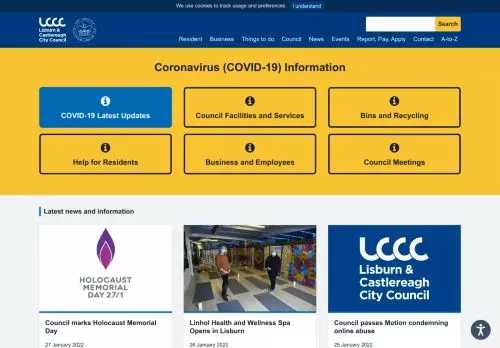 We use cookies to track usage and preferences I understand
LCCC
Lisburn &
Castlereagh
City Council
Search
Resident Business Things to do Council News Events Report, Pay, Apply Contact A-to-Z
Coronavirus (COVID-19) Information
COVID-19 Latest Updates
Council Facilities and Services
Bins and Recycling
Help for Residents
Business and Employees
Council Meetings
Latest news and information
HOLOCAUST
MEMORIAL
DAY 27/1
LCCC
Lisburn &
Castlereagh
City Council
Council marks Holocaust Memorial
Day
27 January 2022
Linhol Health and Wellness Spa
Opens in Lisburn
26 January 2022
Council passes Motion condemning
online abuse
25 January 2022